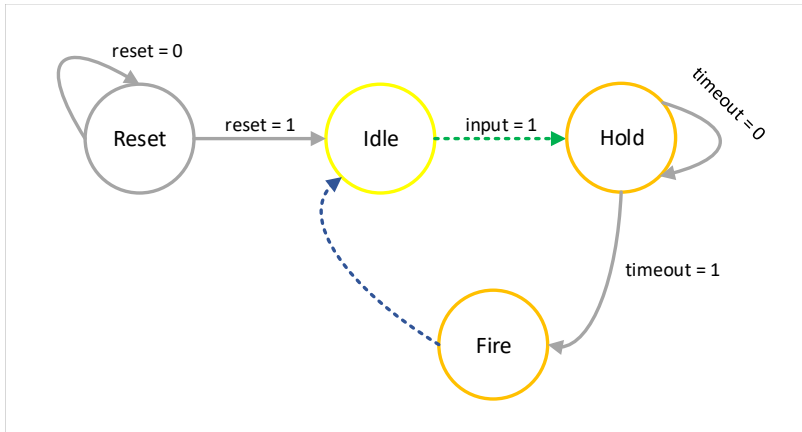 reset = 0
Reset
reset = 1
Idle
input = 1
Hold
timeout = 0
timeout = 1
Fire